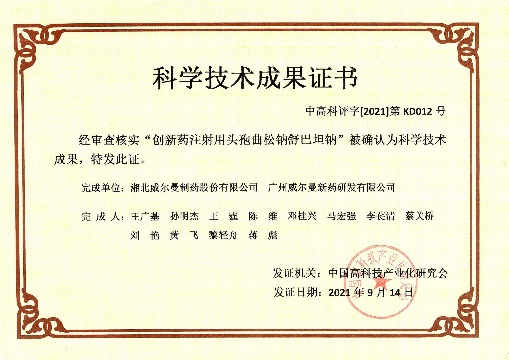 科学技术成果证书
中高科评字[2021]第 KD012 号
经审查核实“创新药注射用头孢曲松钠舒巴坦钠”被确认为科学技术
成果，特发此证。
完成单位：湘北威尔曼制药股份有限公司 广州威尔曼新药研发有限公司
完成人：王广基 孙明杰 王 霆 陈 维 邓桂兴 马宏强 李长清 蔡关桥
刘 艳 黄 飞 黎轻舟 蒋 彪
发证机关：中国高科技产业化研究会
发证日期：2021 年 9 月 14 日